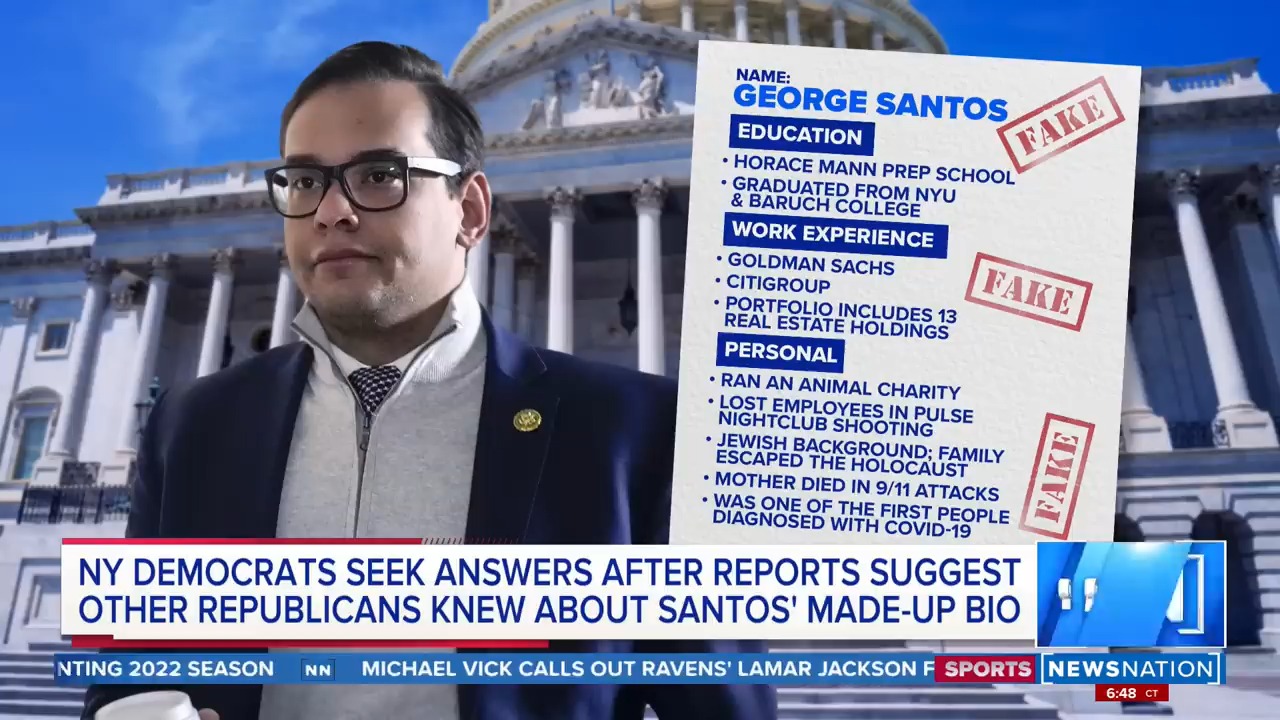 NAME:
GEORGE SANTOS
FAKE
EDUCATION
• HORACE MANN PREP SCHOOL
• GRADUATED FROM NYU
& BARUCH COLLEGE
WORK EXPERIENCE
• GOLDMAN SACHS
• CITIGROUP
FAKE
• PORTFOLIO INCLUDES 13
REAL ESTATE HOLDINGS
PERSONAL
• RAN AN ANIMAL CHARITY
• LOST EMPLOYEES IN PULSE
NIGHTCLUB SHOOTING
• JEWISH BACKGROUND; FAMILY
ESCAPED THE HOLOCAUST
FAKE
• MOTHER DIED IN 9/11 ATTACKS
• WAS ONE OF THE FIRST PEOPLE
DIAGNOSED WITH COVID-19
NY DEMOCRATS SEEK ANSWERS AFTER REPORTS SUGGEST
OTHER REPUBLICANS KNEW ABOUT SANTOS' MADE-UP BIO
NTING 2022 SEASON NN MICHAEL VICK CALLS OUT RAVENS' LAMAR JACKSON F SPORTS NEWSNATION
6:48 CT